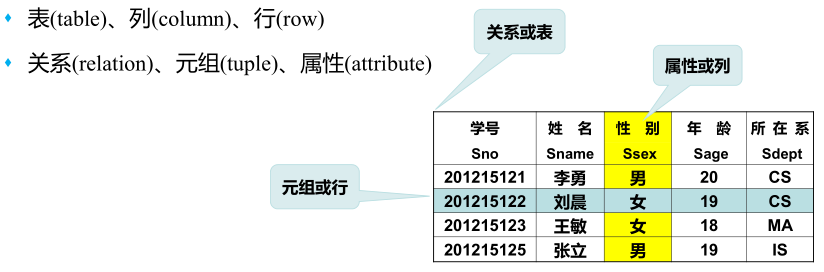 表(table)、列(column)、行(row)
关系(relation)、元组(tuple)、属性(attribute)
关系或表
属性或列
元组或行
学号 姓 名 性 别 年 龄 所 在 系
Sno Sname Ssex Sage Sdept
201215121 李勇 男 20 CS
201215122 刘晨 女 19 CS
201215123 王敏 女 18 MA
201215125 张立 男 19 IS